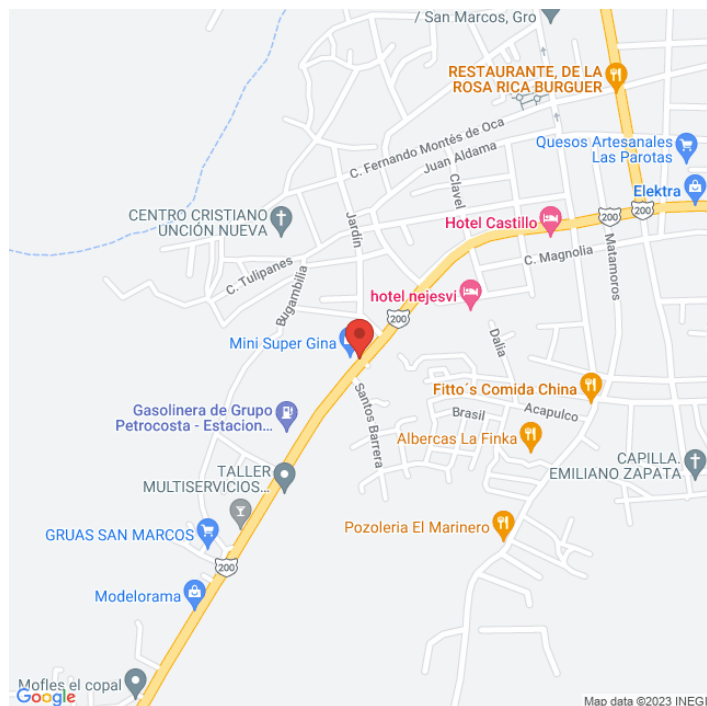 / San Marcos, Gro
RESTAURANTE, DE LA
ROSA RICA BURGUER
C. Fernando Montés de Oca
Juan Aldama
Quesos Artesanales
Las Parotas
Clavel
Elektra
CENTRO CRISTIANO
UNCIÓN NUEVA
Jardín
Hotel Castillo
200
200
Matamoros
C. Magnolia
C. Tulipanes
Bugambilia
hotel nejesvi
200
Dalia
Mini Super Gina
Santos Barrera
Fitto´s Comida China
Gasolinera de Grupo
Petrocosta - Estacion...
Brasil
Acapulco
Albercas La Finka
CAPILLA.
EMILIANO ZAPATA
TALLER
MULTISERVICIOS...
GRUAS SAN MARCOS
Pozoleria El Marinero
200
Modelorama
Mofles el copal
Google
Map data ©2023 INEGI